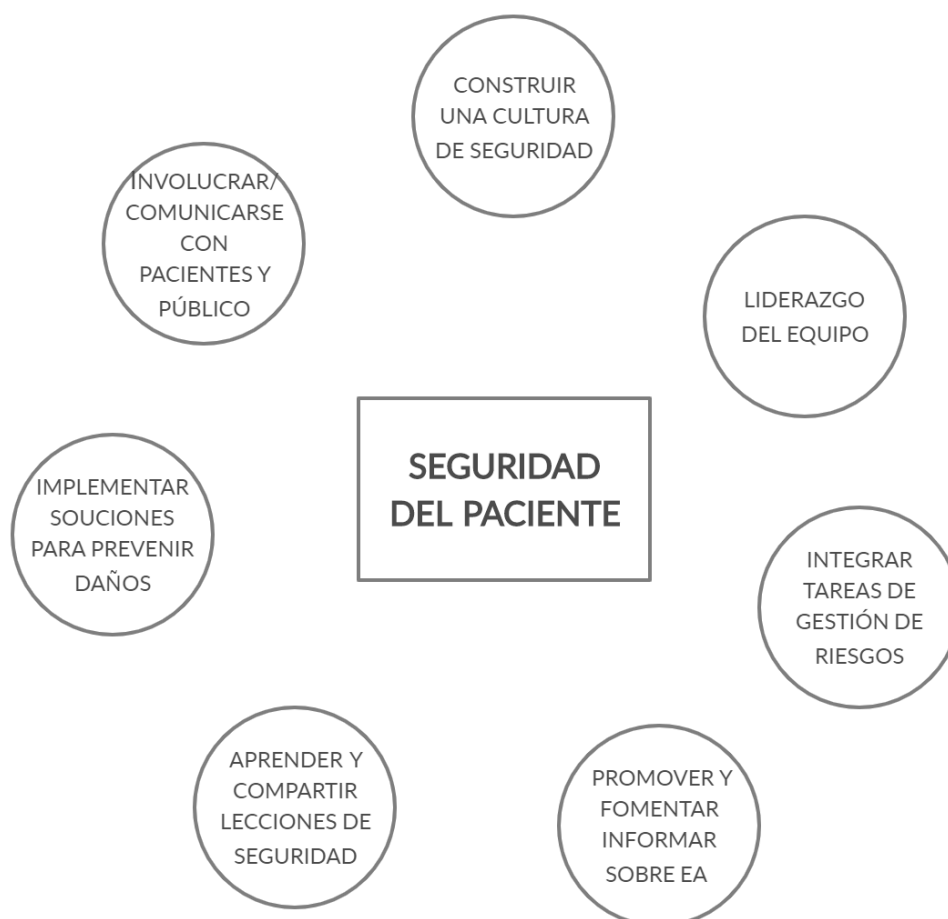 CONSTRUIR
UNA CULTURA
DE SEGURIDAD
INVOLUCRAR/
COMUNICARSE
CON
PACIENTES Y
PÚBLICO
LIDERAZGO
DEL EQUIPO
SEGURIDAD
DEL PACIENTE
IMPLEMENTAR
SOUCIONES
PARA PREVENIR
DAÑOS
INTEGRAR
TAREAS DE
GESTIÓN DE
RIESGOS
APRENDER Y
COMPARTIR
LECCIONES DE
SEGURIDAD
PROMOVER Y
FOMENTAR
INFORMAR
SOBRE EA